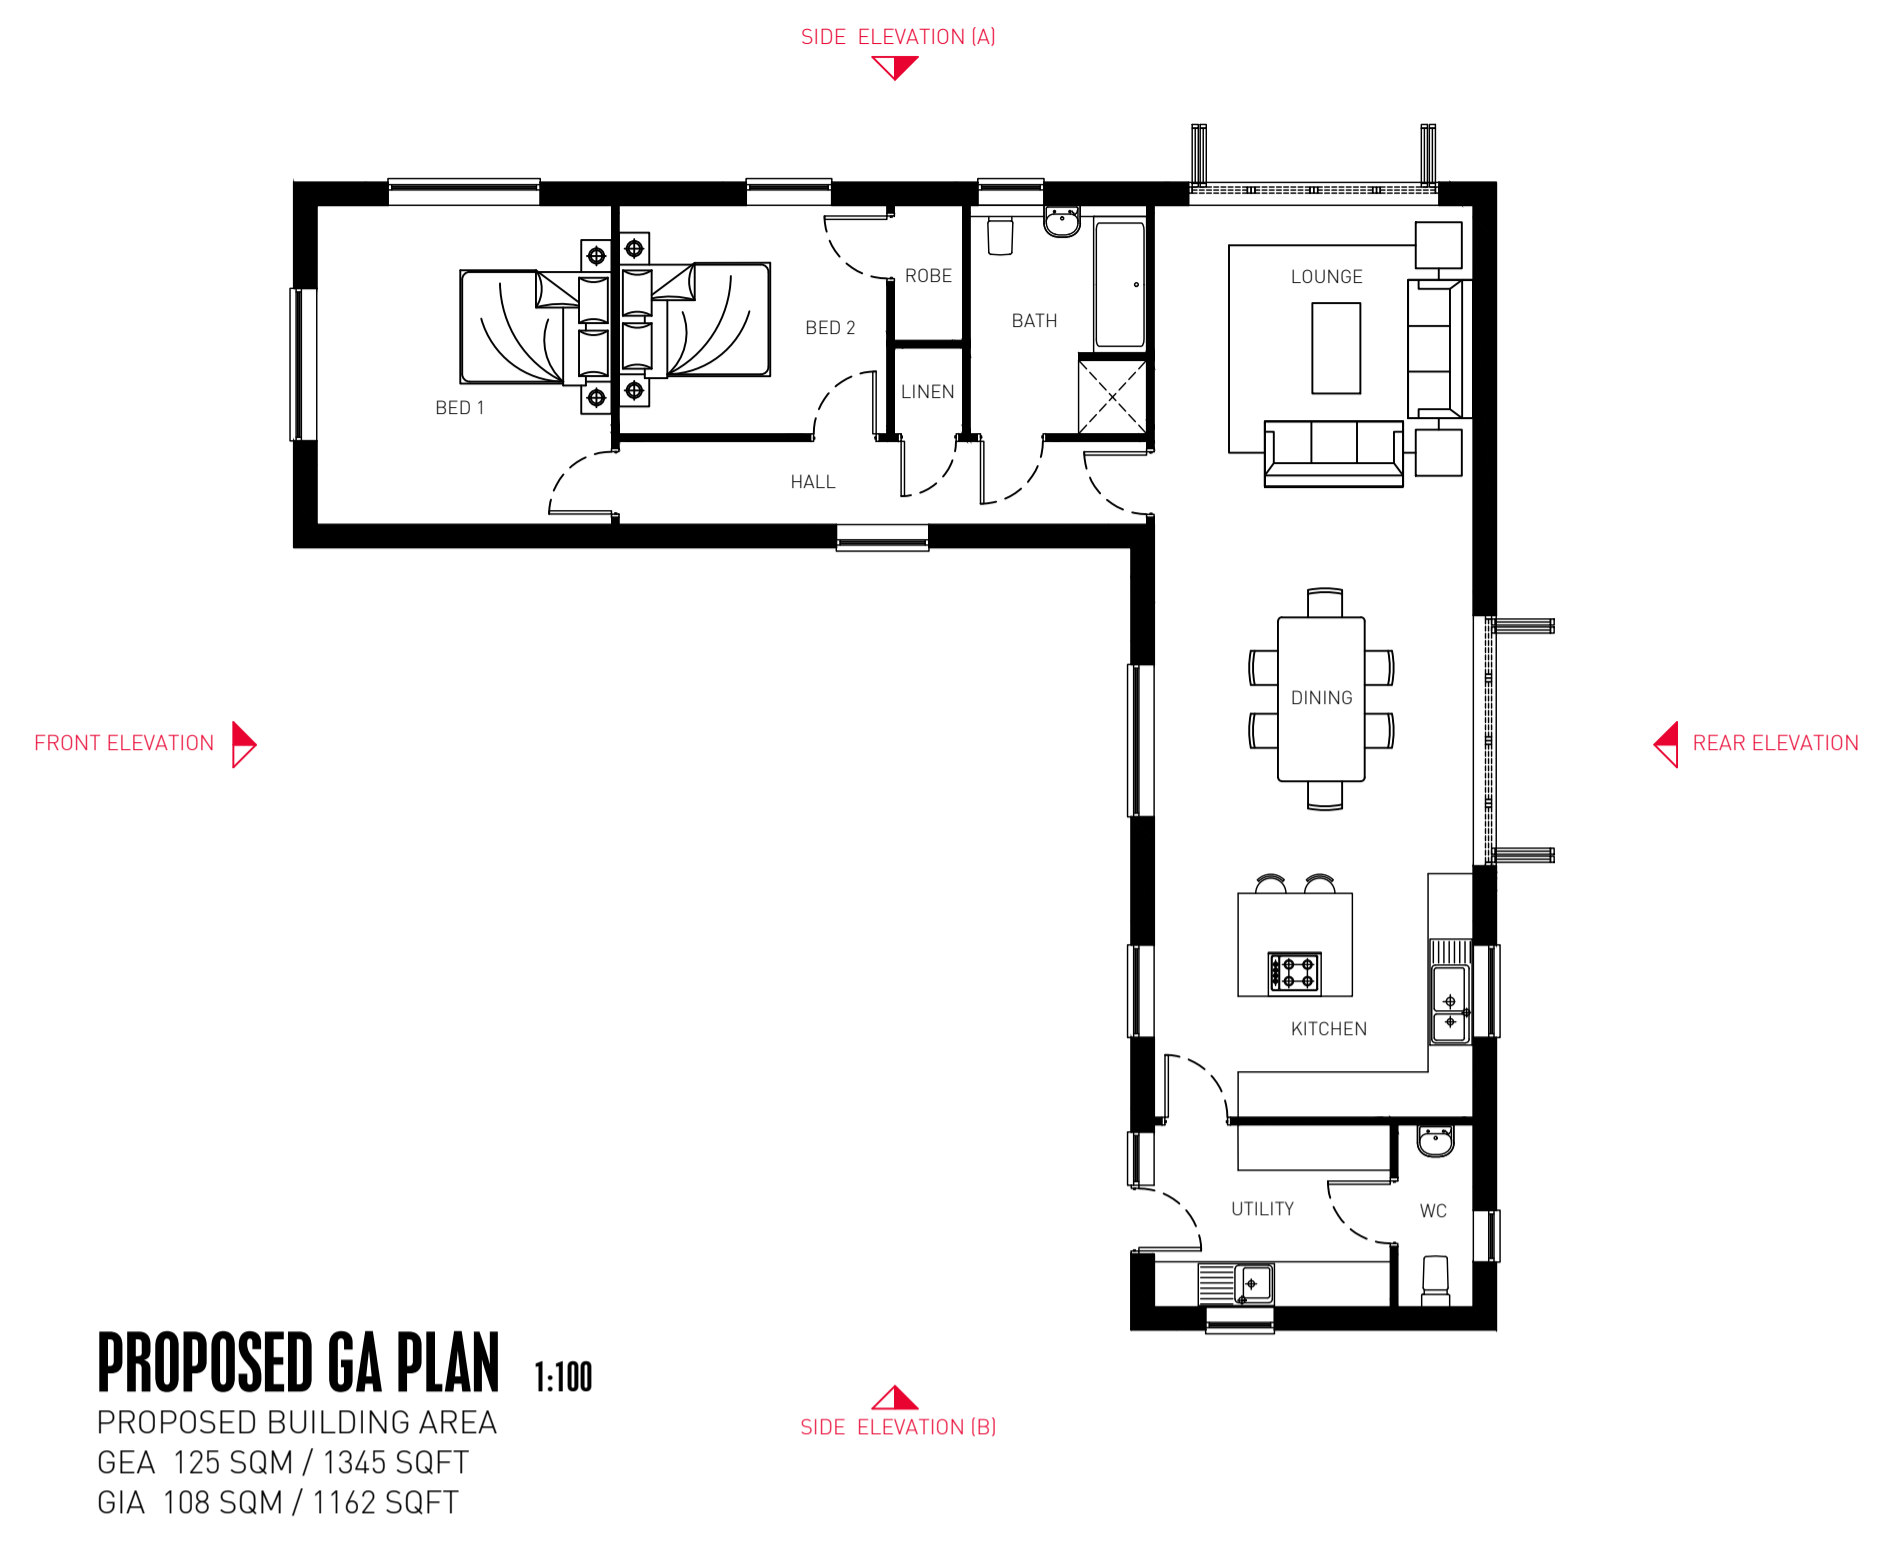 SIDE ELEVATION (A)
ROBE
LOUNGE
BED 2
BATH
LINEN
BED 1
HALL
DINING
FRONT ELEVATION
REAR ELEVATION
KITCHEN
UTILITY
WC
PROPOSED GA PLAN 1:100
PROPOSED BUILDING AREA
GEA 125 SQM / 1345 SQFT
GIA 108 SQM / 1162 SQFT
SIDE ELEVATION (B)